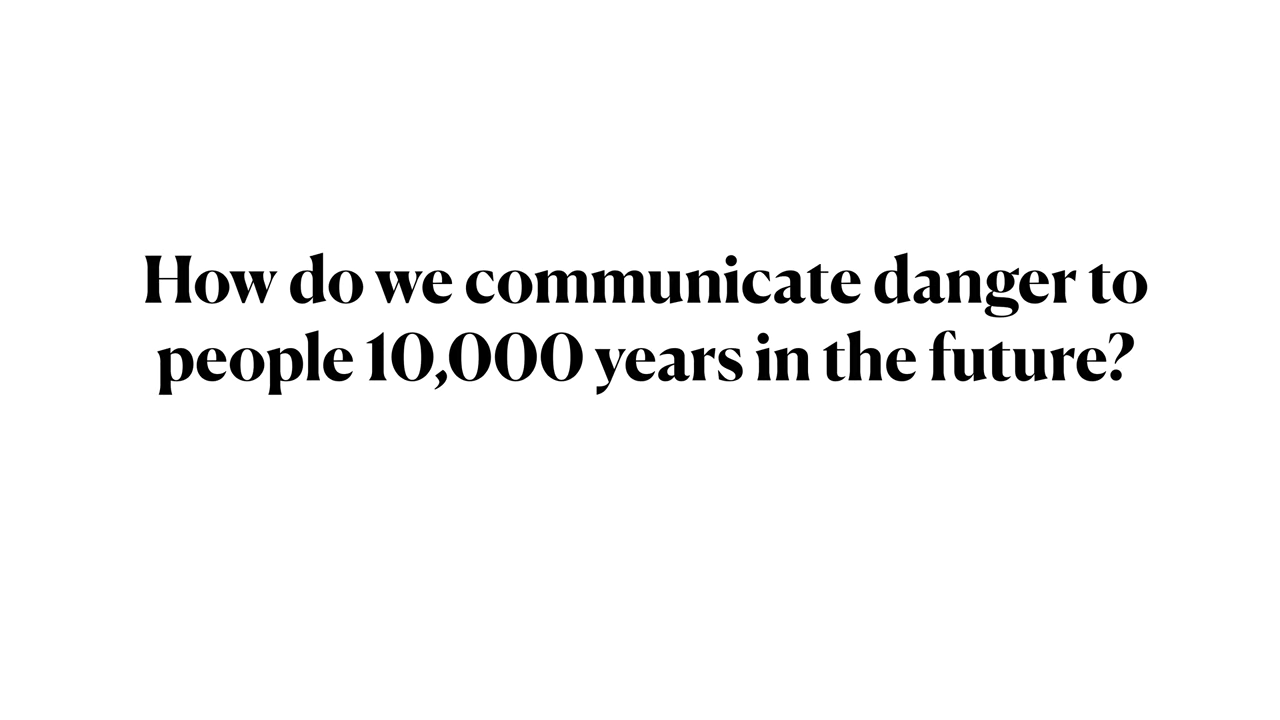 How do we communicate danger to
people 10,000 years in the future?